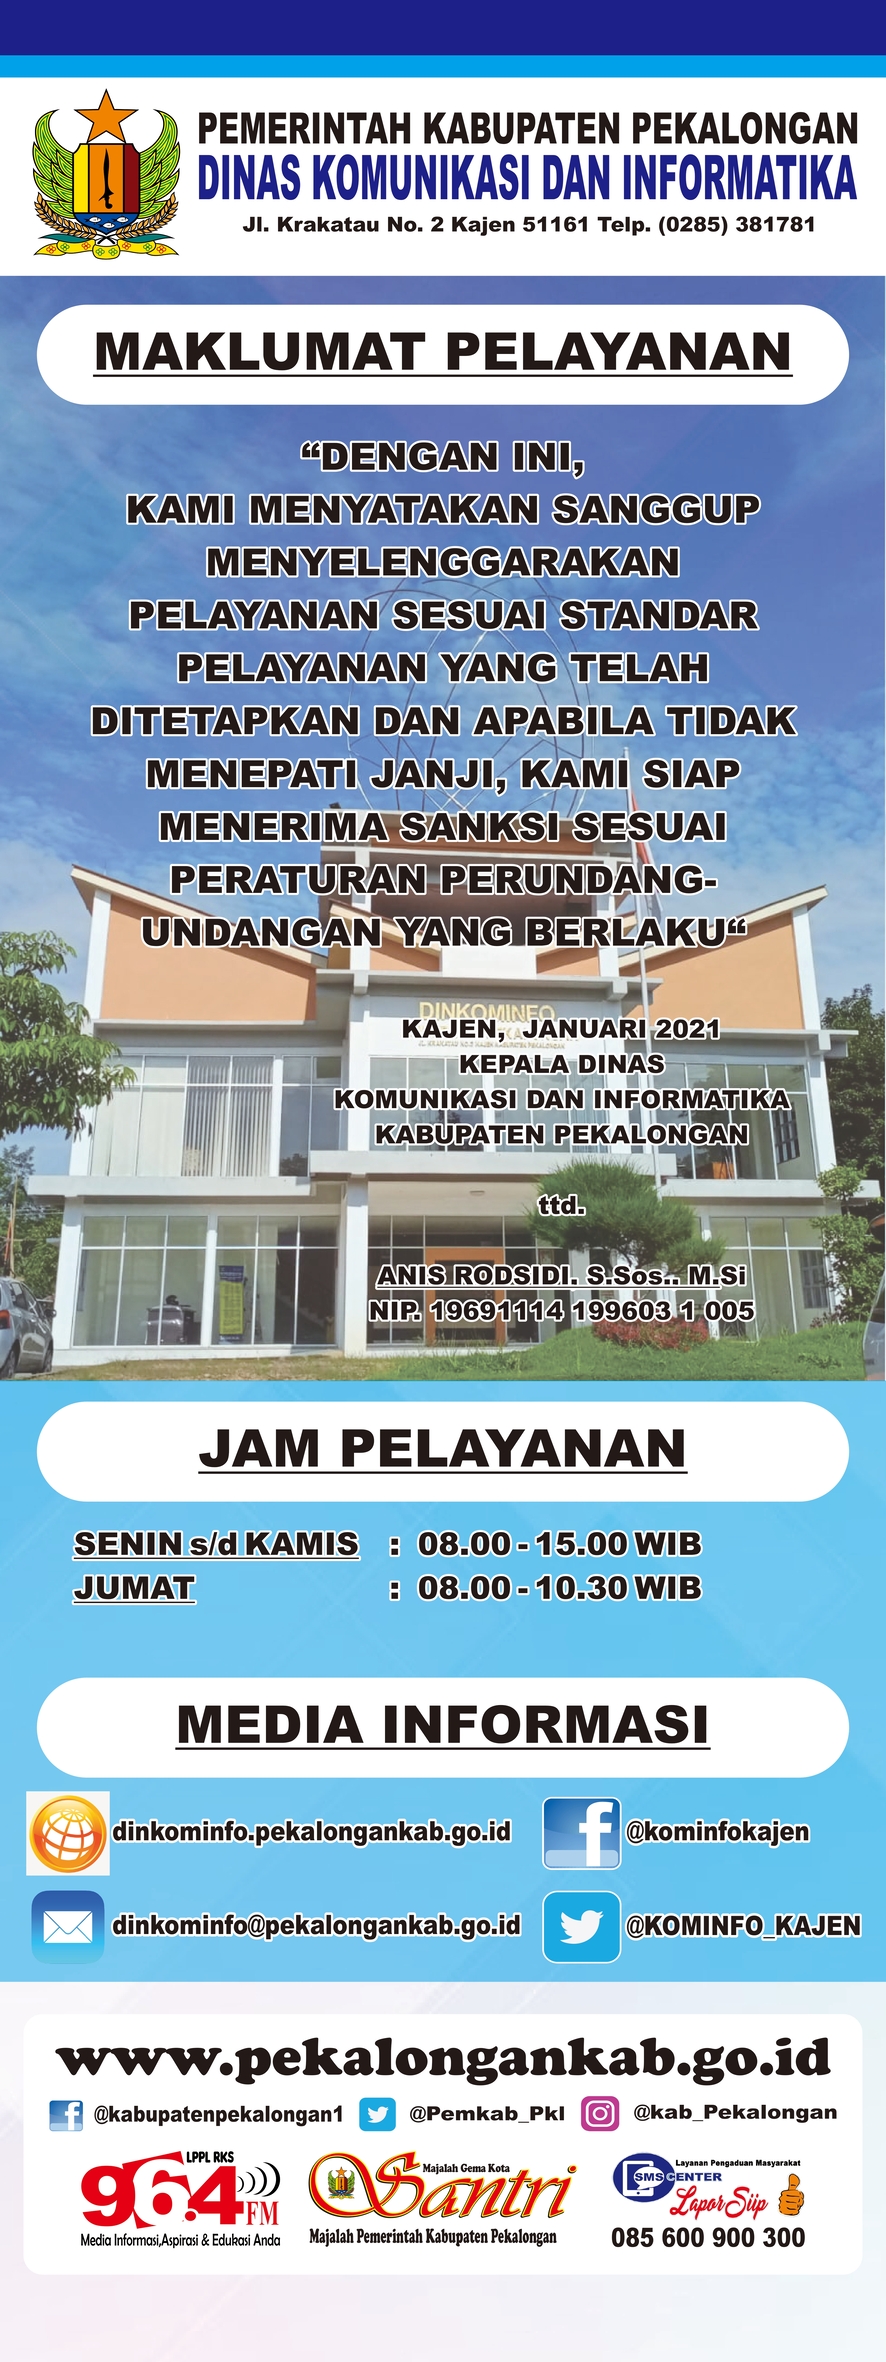 PEMERINTAH KABUPATEN PEKALONGAN
DINAS KOMUNIKASI DAN INFORMATIKA
Jl. Krakatau No. 2 Kajen 51161 Telp. (0285) 381781
MAKLUMAT PELAYANAN
“DENGAN INI,
KAMI MENYATAKAN SANGGUP
MENYELENGGARAKAN
PELAYANAN SESUAI STANDAR
PELAYANAN YANG TELAH
DITETAPKAN DAN APABILA TIDAK
MENEPATI JANJI, KAMI SIAP
MENERIMA SANKSI SESUAI
PERATURAN PERUNDANG-
UNDANGAN YANG BERLAKU“
DINKOMINFO
KAJEN, JANUARI 2021
KEPALA DINAS
KOMUNIKASI DAN INFORMATIKA
KABUPATEN PEKALONGAN
ttd.
ANIS RODSIDI. S.Sos.. M.Si
NIP. 19691114 199603 1 005
JAM PELAYANAN
SENIN s/d KAMIS : 08.00 - 15.00 WIB
JUMAT : 08.00 - 10.30 WIB
MEDIA INFORMASI
dinkominfo.pekalongankab.go.id @kominfokajen
dinkominfo@pekalongankab.go.id @KOMINFO_KAJEN
www.pekalongankab.go.id
@kabupatenpekalongan1 @Pemkab_Pkl @kab_Pekalongan
LPPL RKS
96.4 FM
Media Informasi,Aspirasi & Edukasi Anda
Majalah Gema Kota
Santri
Majalah Pemerintah Kabupaten Pekalongan
Layanan Pengaduan Masyarakat
SMS CENTER
Lapor Siip
085 600 900 300